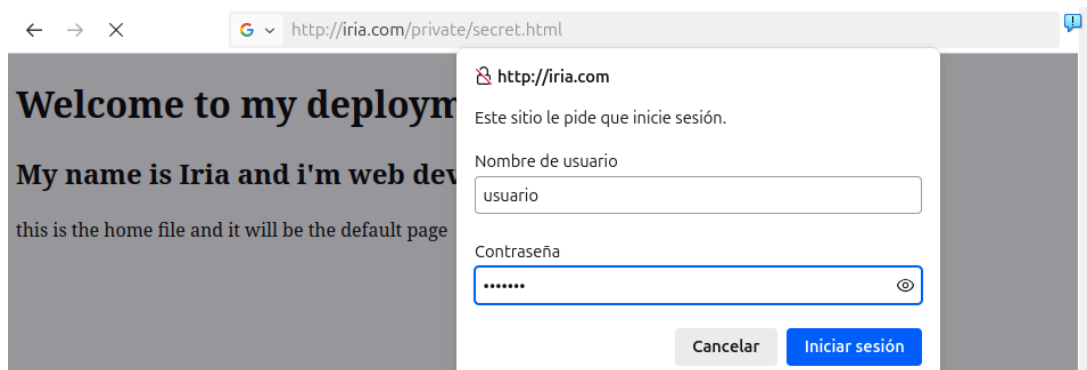 http://iria.com/private/secret.html
http://iria.com
Este sitio le pide que inicie sesión.
Nombre de usuario
usuario
Contraseña
•••••••
Cancelar
Iniciar sesión
Welcome to my deploym
My name is Iria and i'm web dev
this is the home file and it will be the default page